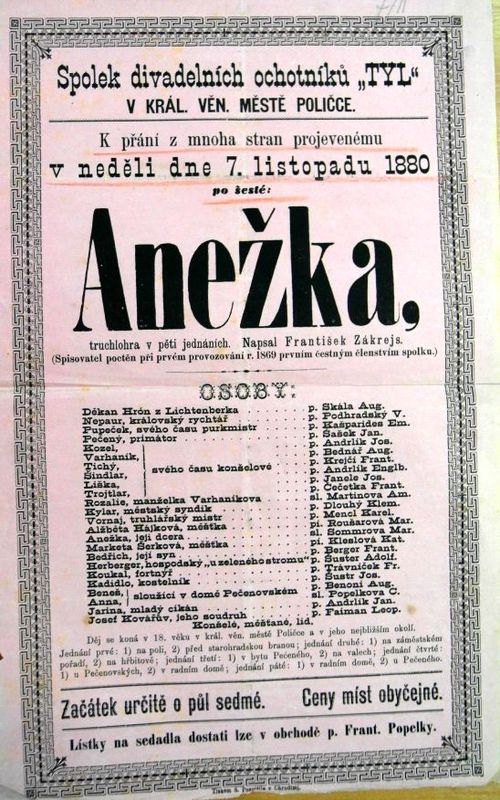 Spolek divadelních ochotníků „TYL“
V KRÁL. VĚN. MĚSTĚ POLIČCE.
K přání z mnoha stran projevenému
v neděli dne 7. listopadu 1880
po šesté:
Anežka,
truchlohra v pěti jednáních. Napsal František Zákrejs.
(Spisovatel poctěn při prvém provozování r. 1869 prvním čestným členstvím spolku.)
OSOBY:
Děkan Hrón z Lichtenberka p. Skála Aug.
Nepaur, královský rychtář p. Podhradský V.
Pupeček, svého času purkmistr p. Kašparides Em.
Pečený, primátor p. Šašek Jan.
Kozel, p. Andrlík Jos.
Varhaník, p. Bednář Aug.
Tichý, p. Krejčí Frant.
Šindlar, svého času konšelové p. Andrlík Englb.
Liška, p. Janele Jos.
Trojtlar, p. Čečetka Frant.
Rozalie, manželka Varhaníkova sl. Martinova Am.
Kylar, městský syndik p. Dlouhý Klem.
Vornaj, truhlářský mistr p. Mencl Karel.
Alžběta Hájková, měšťka pí. Roušarová Mar.
Anežka, její dcera sl. Sommrova Mar.
Marketa Šerková, měšťka pí. Kleslová Kat.
Bedřich, její syn p. Berger Frant.
Herberger, hospodský „u zeleného stromu“ p. Šuster Adolf.
Koukal, fortnýř p. Trávníček Fr.
Kadidlo, kostelník p. Šustr Jos.
Beneš, p. Benoni Aug.
Anna, sloužící v domě Pečenovském sl. Popelkova C.
Jarina, mladý cikán p. Andrlík Jan.
Josef Kovářův, jeho soudruh p. Faiman Leop.
Konšelé, měšťané, lid.
Děj se koná v 18. věku v král. věn. městě Poličce a v jeho nejbližším okolí.
Jednání prvé: 1) na poli, 2) před starohradskou branou; jednání druhé: 1) na záměstském
pořadí, 2) na hřbitově; jednání třetí: 1) v bytu Pečeného, 2) na valech; jednání čtvrté:
1) u Pečenovských, 2) v radním domě; jednání páté: 1) v radním domě, 2) u Pečeného.
Začátek určitě o půl sedmé. Ceny míst obyčejné.
Lístky na sedadla dostati lze v obchodě p. Frant. Popelky.
Tiskem S. v Chrudimi.